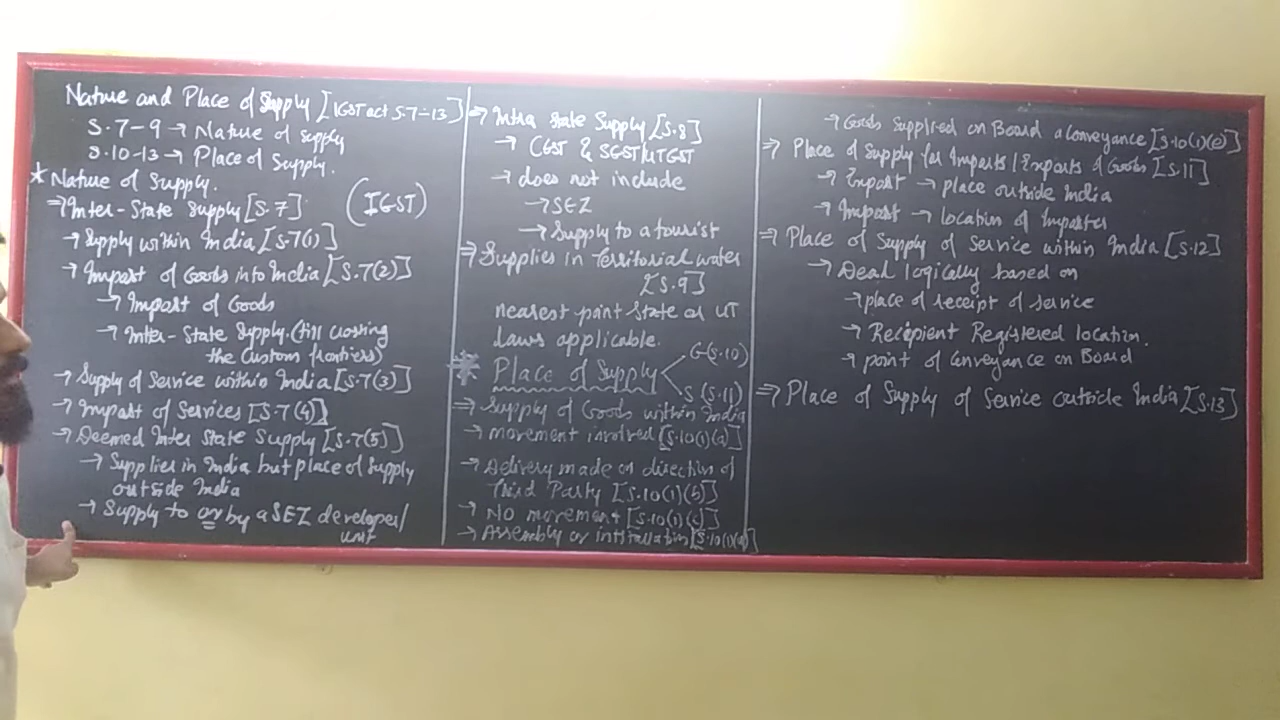 Nature and Place of Supply [IGST act S.7-13]
S.7-9 → Nature of supply
S.10-13 → Place of Supply.
* Nature of Supply.
⇒ Inter-State Supply [S.7] (IGST)
→ Supply within India [S.7(1)]
→ Import of Goods into India [S.7(2)]
→ Import of Goods
→ Inter-State Supply. (till crossing
the Custom frontiers)
→ Supply of Service within India [S.7(3)]
→ Import of Services [S.7(4)]
→ Deemed Inter State Supply [S.7(5)]
→ Supplies in India but place of supply
outside India
→ Supply to or by a SEZ developer/
unit
⇒ Intra State Supply [S.8]
→ CGST & SGST/UTGST
→ does not include
→ SEZ
→ Supply to a tourist
⇒ Supplies in Territorial water
[S.9]
nearest point State or UT
laws applicable.
* Place of Supply
G (S.10)
S (S.11)
⇒ Supply of Goods within India
→ movement involved [S.10(1)(a)]
→ Delivery made on direction of
Third Party [S.10(1)(b)]
→ NO movement [S.10(1)(c)]
→ Assembly or installation [S.10(1)(d)]
→ Goods Supplied on Board a Conveyance [S.10(1)(e)]
⇒ Place of Supply for Imports/Exports of Goods [S.11]
→ Export → place outside India
→ Import → location of Importer
⇒ Place of Supply of Service within India [S.12]
→ Deal logically based on
→ place of receipt of service
→ Recipient Registered location.
→ point of Conveyance on Board
⇒ Place of Supply of Service outside India [S.13]